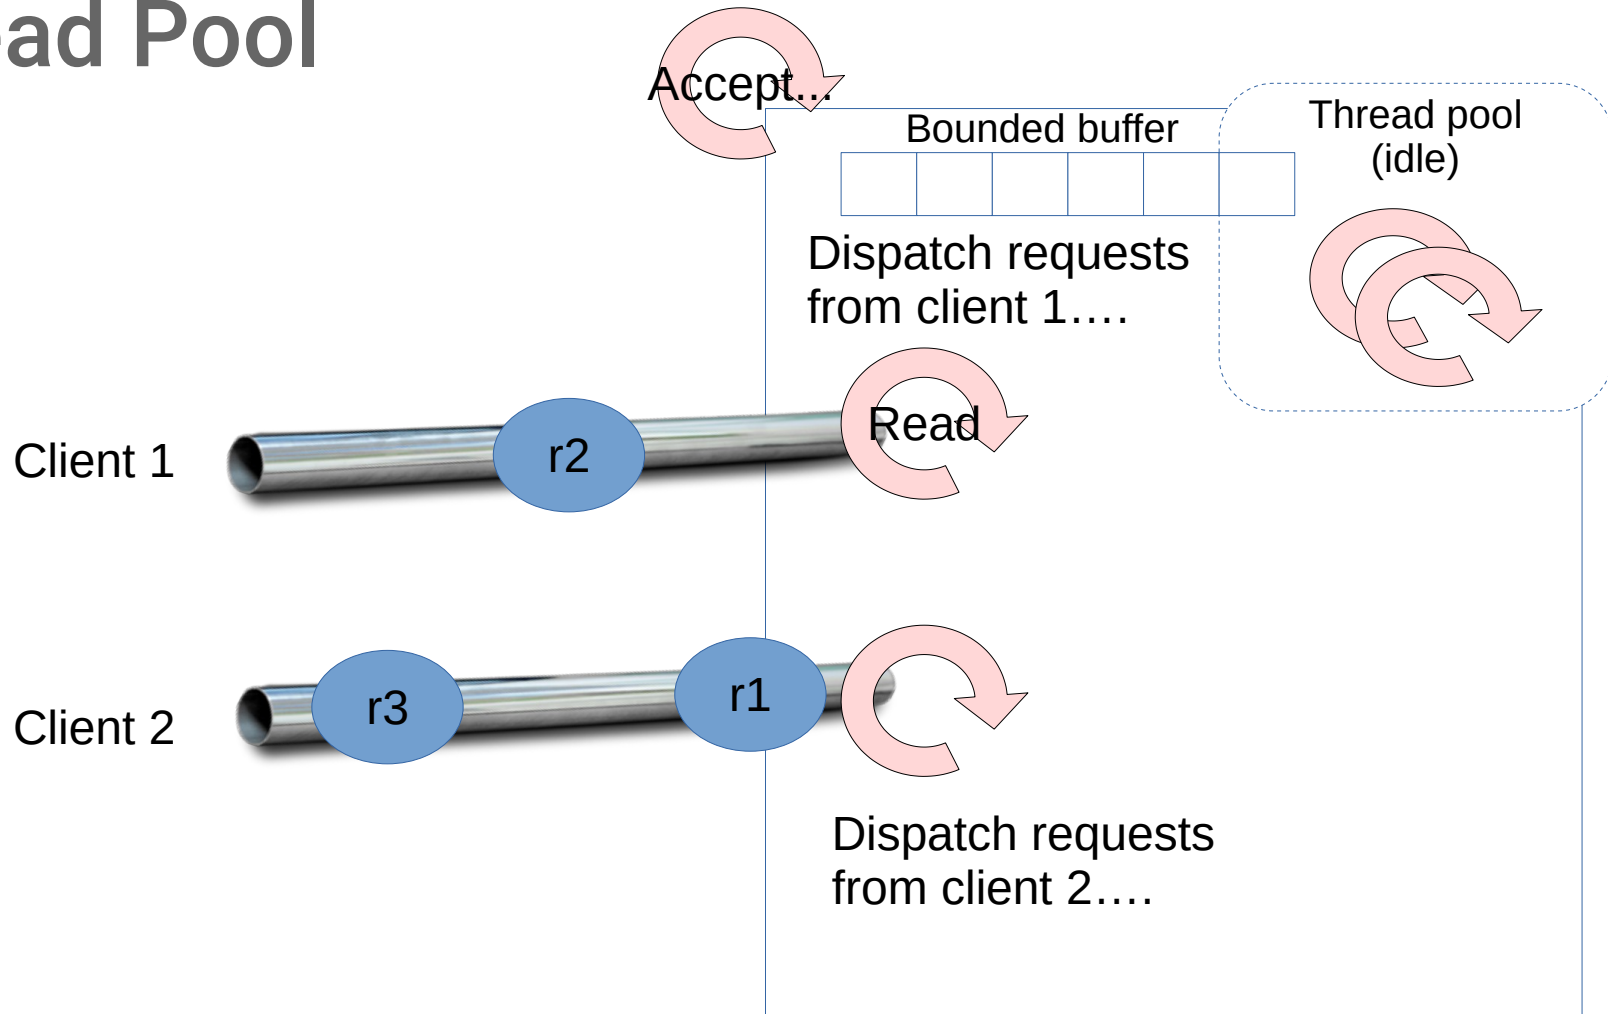 ead Pool
Accept...
Bounded buffer
Thread pool
(idle)
Dispatch requests
from client 1....
Read
Client 1
r2
Client 2
r3
r1
Dispatch requests
from client 2....